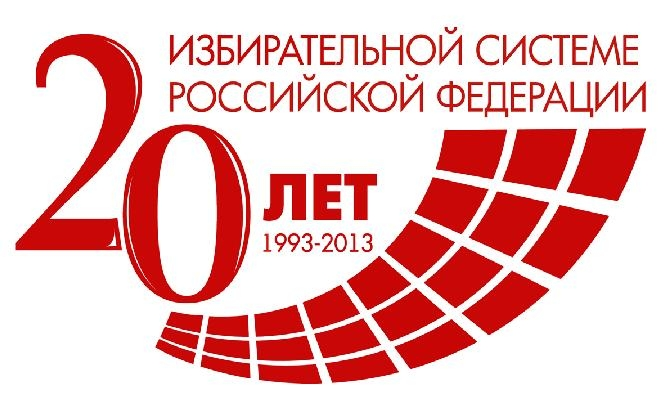 20
ИЗБИРАТЕЛЬНОЙ СИСТЕМЕ
РОССИЙСКОЙ ФЕДЕРАЦИИ
ЛЕТ
1993-2013